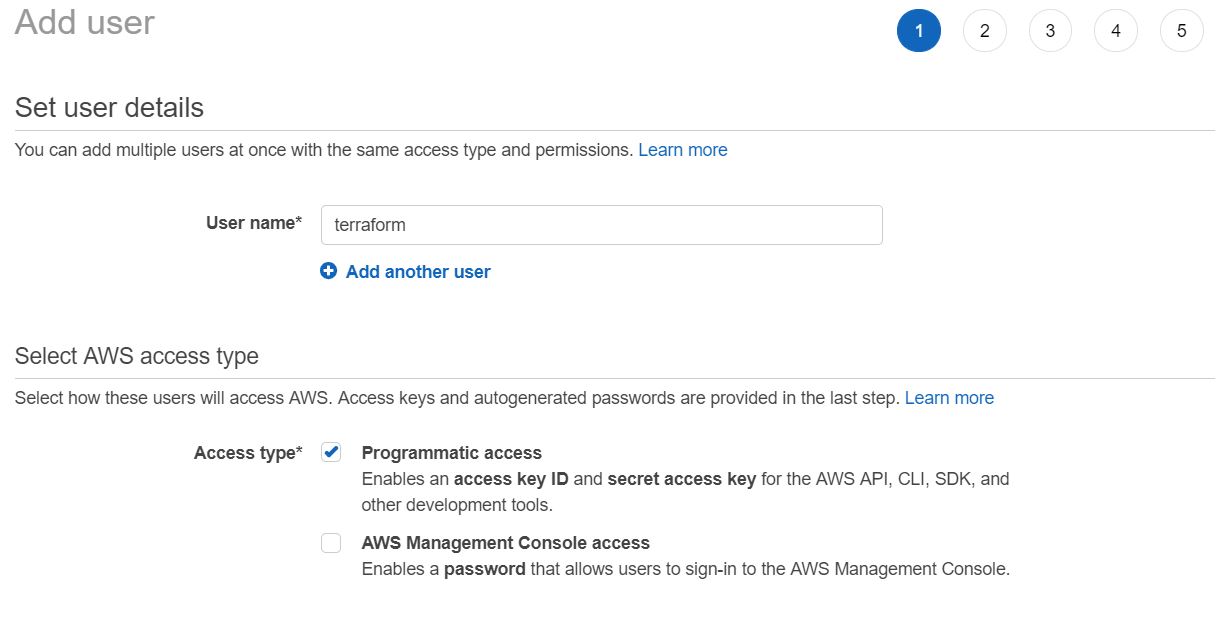 Add user
1 2 3 4 5
Set user details
You can add multiple users at once with the same access type and permissions. Learn more
User name* terraform
Add another user
Select AWS access type
Select how these users will access AWS. Access keys and autogenerated passwords are provided in the last step. Learn more
Access type* Programmatic access
Enables an access key ID and secret access key for the AWS API, CLI, SDK, and
other development tools.
AWS Management Console access
Enables a password that allows users to sign-in to the AWS Management Console.